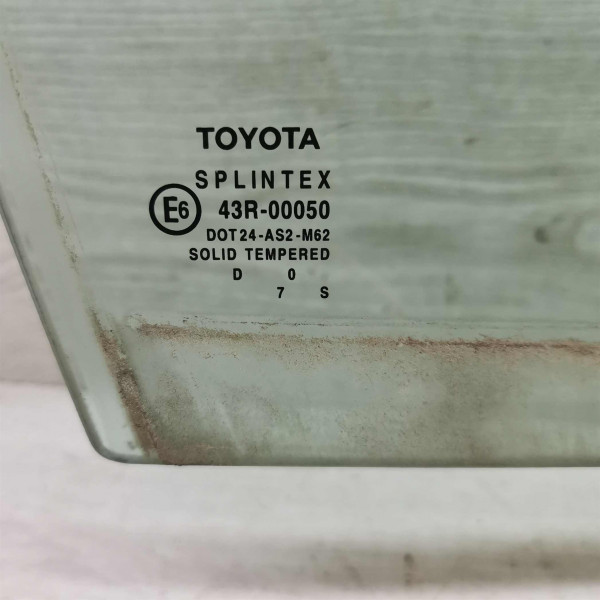 TOYOTA
SPLINTEX
E6 43R-00050
DOT24-AS2-M62
SOLID TEMPERED
D 0
7 S